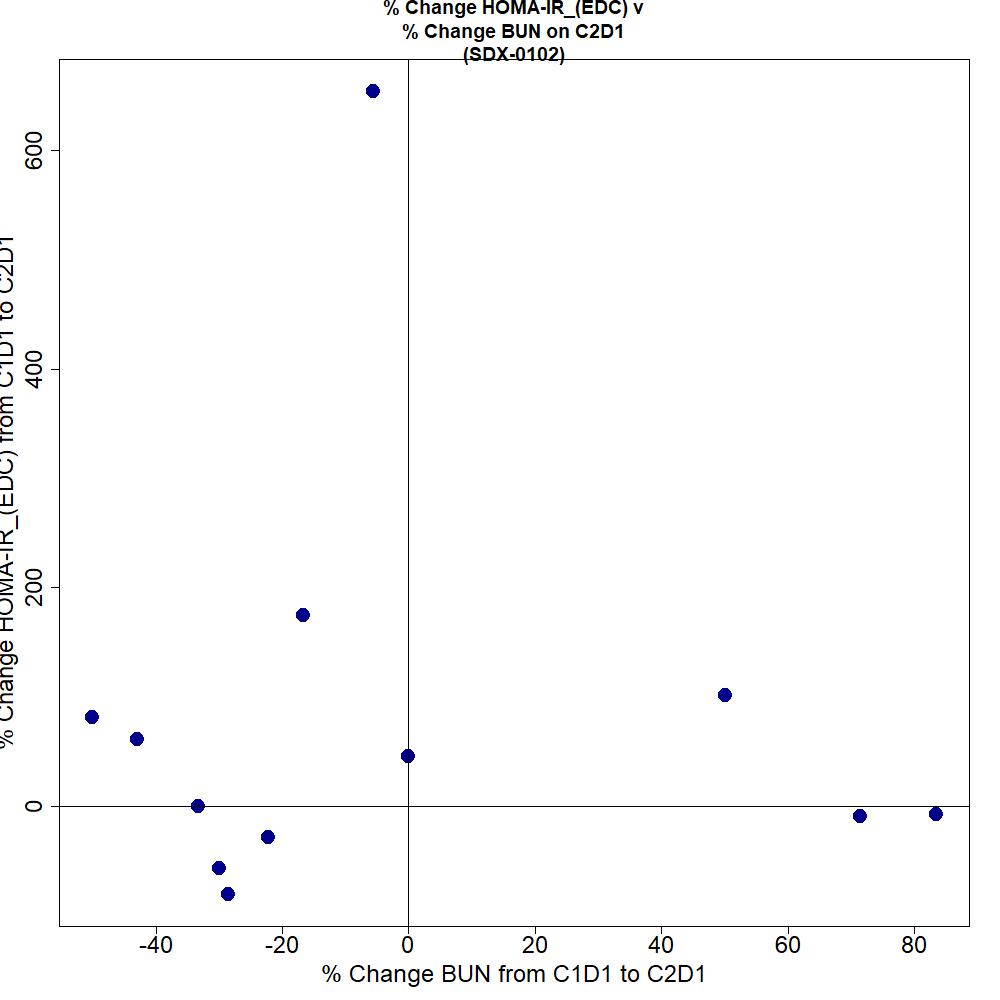 % Change HOMA-IR_(EDC) v
% Change BUN on C2D1
(SDX-0102)
% Change HOMA-IR_(EDC) from C1D1 to C2D1
600
400
200
0
-40
-20
0
20
40
60
80
% Change BUN from C1D1 to C2D1